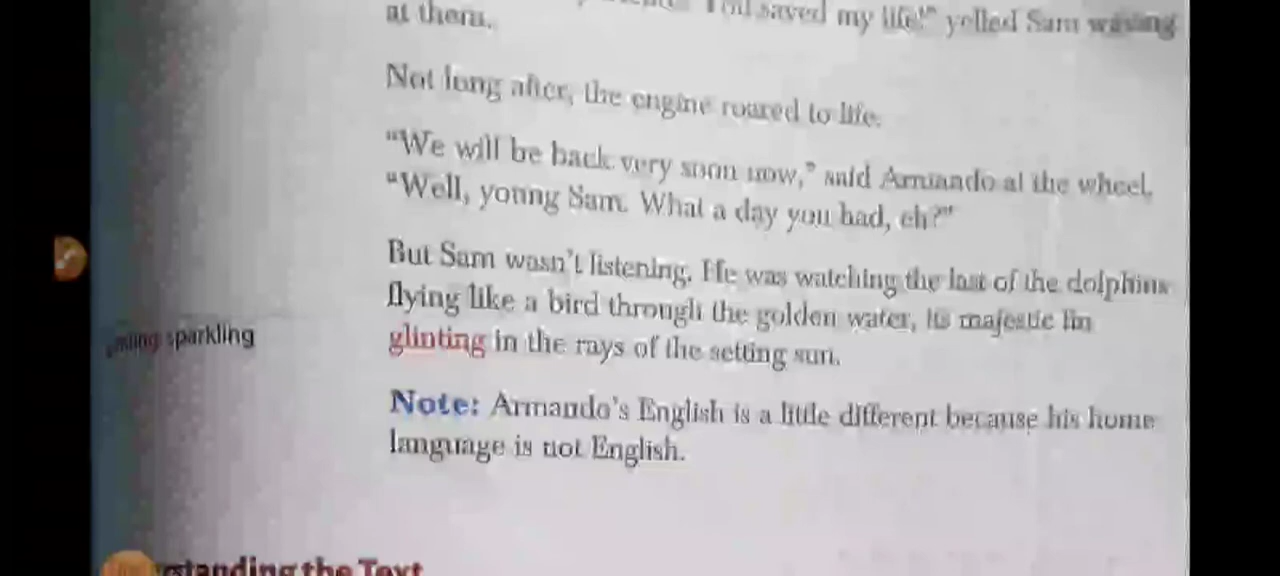 saved my life!" yelled Sam waving
at them.
Not long after, the engine roared to life.
"We will be back very soon now," said Armando at the wheel.
"Well, young Sam. What a day you had, eh?"
But Sam wasn't listening. He was watching the last of the dolphins
flying like a bird through the golden water, its majestic fin
glinting in the rays of the setting sun.
sparkling
Note: Armando's English is a little different because his home
language is not English.
the Text